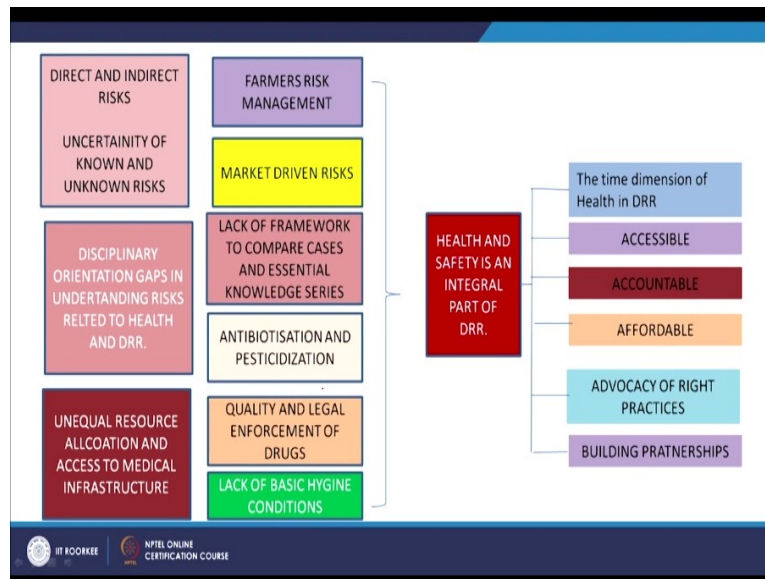 DIRECT AND INDIRECT
RISKS
UNCERTAINITY OF
KNOWN AND
UNKNOWN RISKS
DISCIPLINARY
ORIENTATION GAPS IN
UNDERTANDING RISKS
RELTED TO HEALTH
AND DRR.
UNEQUAL RESOURCE
ALLCOATION AND
ACCESS TO MEDICAL
INFRASTRUCTURE
FARMERS RISK
MANAGEMENT
MARKET DRIVEN RISKS
LACK OF FRAMEWORK
TO COMPARE CASES
AND ESSENTIAL
KNOWLEDGE SERIES
ANTIBIOTISATION AND
PESTICIDIZATION
QUALITY AND LEGAL
ENFORCEMENT OF
DRUGS
LACK OF BASIC HYGINE
CONDITIONS
HEALTH AND
SAFETY IS AN
INTEGRAL
PART OF
DRR.
The time dimension of
Health in DRR
ACCESSIBLE
ACCOUNTABLE
AFFORDABLE
ADVOCACY OF RIGHT
PRACTICES
BUILDING PRATNERSHIPS
IIT ROORKEE
NPTEL ONLINE
CERTIFICATION COURSE